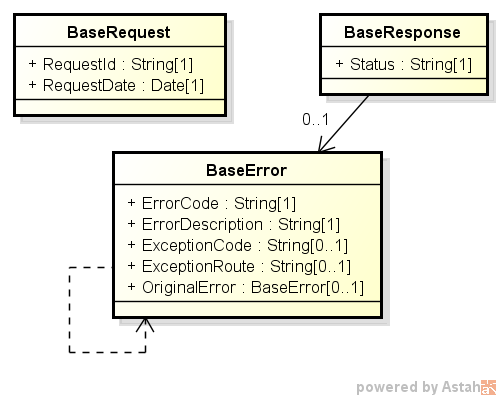 BaseRequest
+ RequestId : String[1]
+ RequestDate : Date[1]
BaseResponse
+ Status : String[1]
0..1
BaseError
+ ErrorCode : String[1]
+ ErrorDescription : String[1]
+ ExceptionCode : String[0..1]
+ ExceptionRoute : String[0..1]
+ OriginalError : BaseError[0..1]
powered by Astah